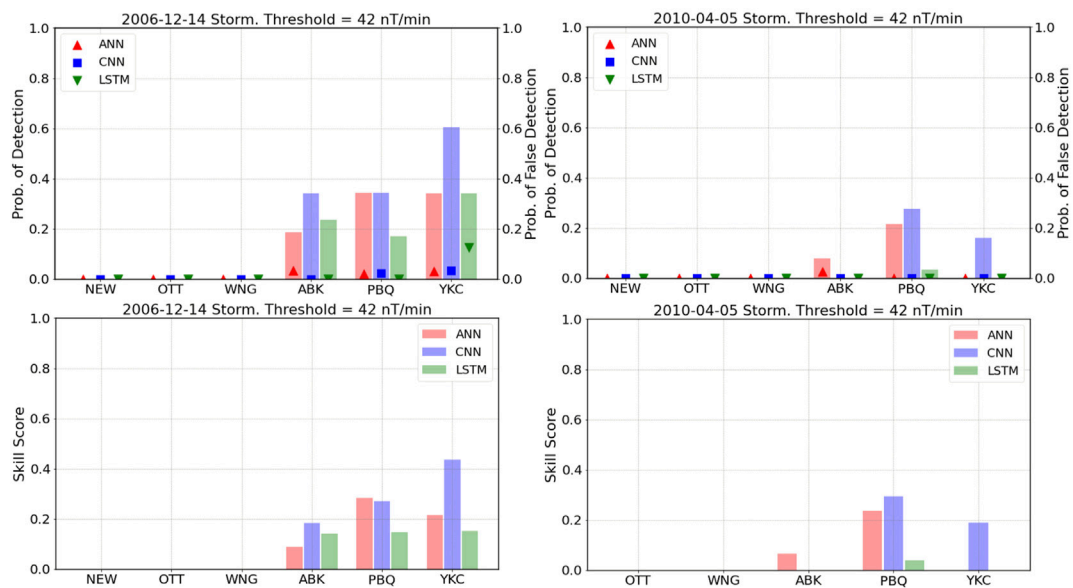 2006-12-14 Storm. Threshold = 42 nT/min
1.0
0.8
0.6
0.4
0.2
0.0
Prob. of Detection
ANN
CNN
LSTM
1.0
0.8
0.6
0.4
0.2
0.0
Prob. of False Detection
NEW OTT WNG ABK PBQ YKC
2010-04-05 Storm. Threshold = 42 nT/min
1.0
0.8
0.6
0.4
0.2
0.0
Prob. of Detection
ANN
CNN
LSTM
1.0
0.8
0.6
0.4
0.2
0.0
Prob. of False Detection
NEW OTT WNG ABK PBQ YKC
2006-12-14 Storm. Threshold = 42 nT/min
1.0
0.8
0.6
0.4
0.2
0.0
Skill Score
ANN
CNN
LSTM
NEW OTT WNG ABK PBQ YKC
2010-04-05 Storm. Threshold = 42 nT/min
1.0
0.8
0.6
0.4
0.2
0.0
Skill Score
ANN
CNN
LSTM
OTT WNG ABK PBQ YKC